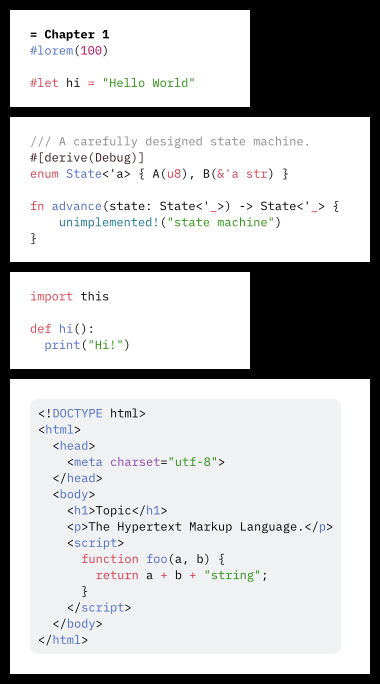 = Chapter 1
#lorem(100)

#let hi = "Hello World"

/// A carefully designed state machine.
#[derive(Debug)]
enum State<'a> { A(u8), B(&'a str) }

fn advance(state: State<'_>) -> State<'_> {
    unimplemented!("state machine")
}

import this

def hi():
  print("Hi!")

<!DOCTYPE html>
<html>
  <head>
    <meta charset="utf-8">
  </head>
  <body>
    <h1>Topic</h1>
    <p>The Hypertext Markup Language.</p>
    <script>
      function foo(a, b) {
        return a + b + "string";
      }
    </script>
  </body>
</html>